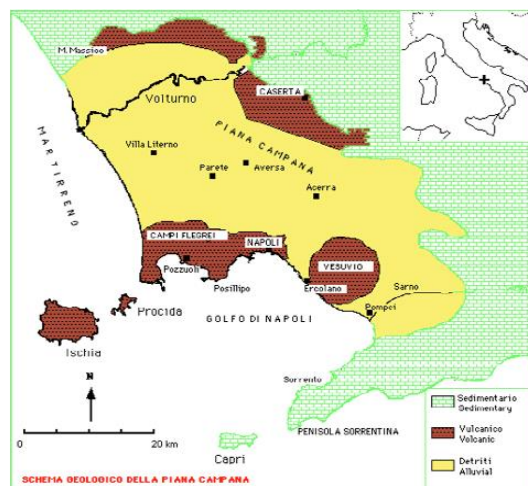 M. Massico
Volturno
CASERTA
MAR TIRRENO
PIANA CAMPANA
Villa Literno
Parete
Aversa
Acerra
CAMPI FLEGREI
NAPOLI
VESUVIO
Pozzuoli
Posillipo
Ercolano
Sarno
Pompei
Procida
GOLFO DI NAPOLI
Ischia
N
Sorrento
0
20 km
Capri
PENISOLA SORRENTINA
Sedimentario
Sedimentary
Vulcanico
Volcanic
Detriti
Alluvial
SCHEMA GEOLOGICO DELLA PIANA CAMPANA